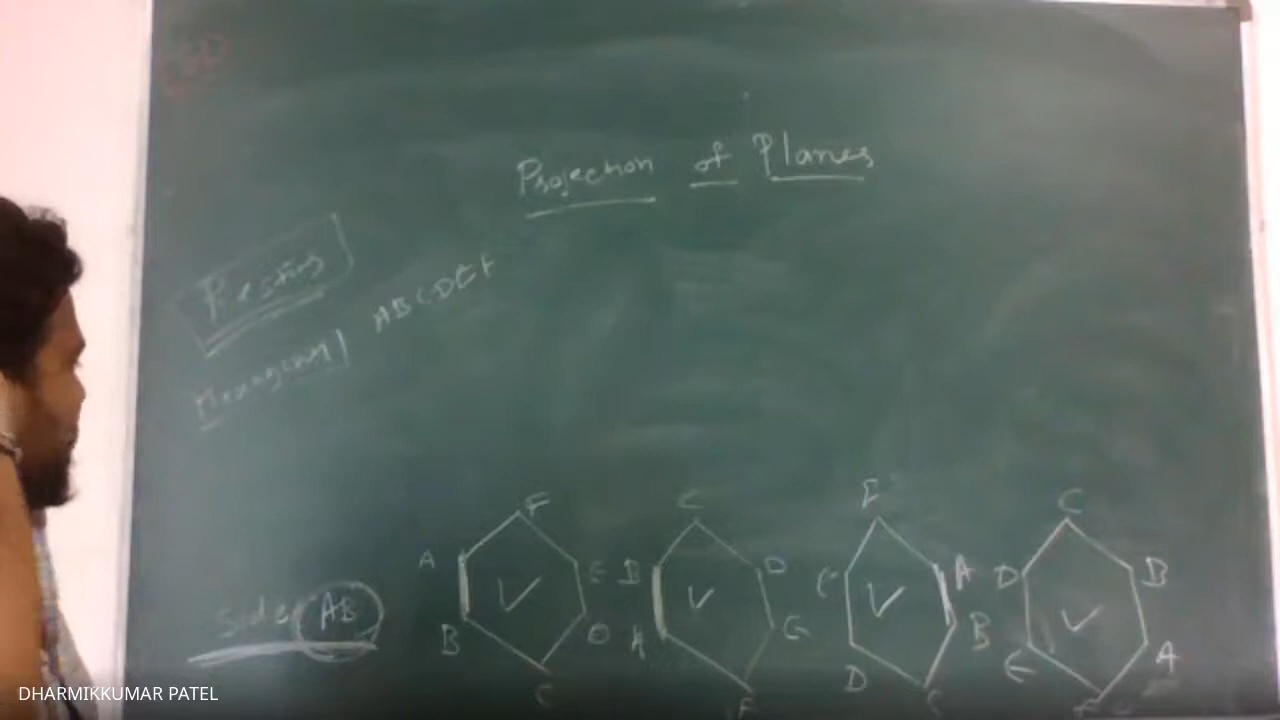 Projection of Planes
Resting
Hexagonal ABCDEF
side AB
F
A
E
B
D
C
C
B
D
A
E
F
E
F
A
B
D
C
C
D
B
E
A
F
DHARMIKKUMAR PATEL